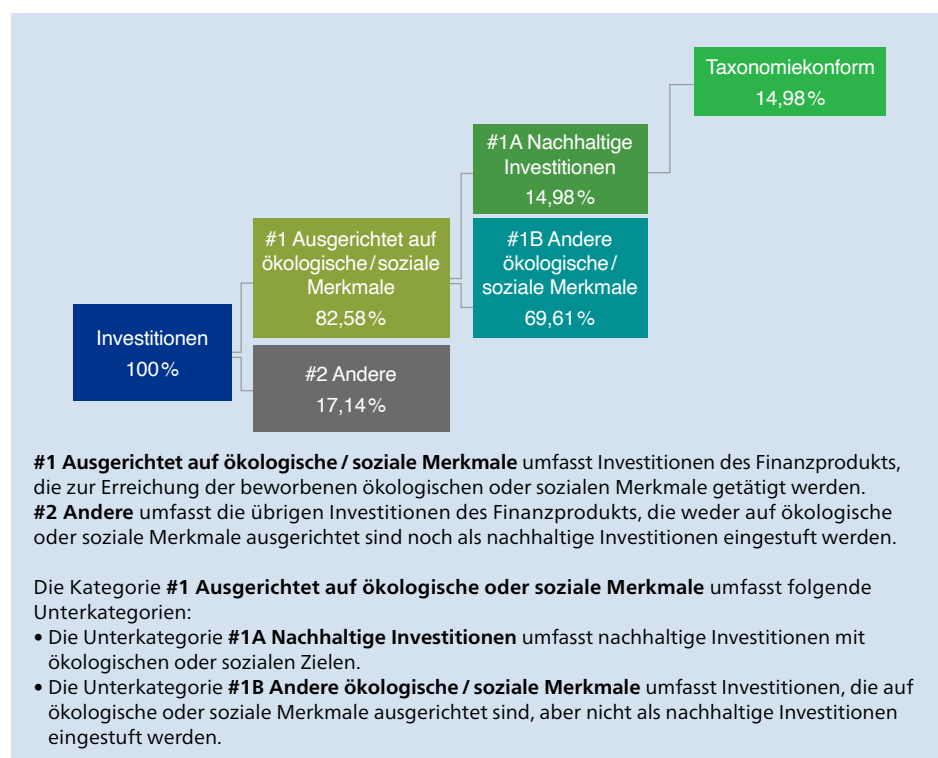 Taxonomiekonform
14,98 %
#1A Nachhaltige
Investitionen
14,98 %
#1 Ausgerichtet auf
ökologische / soziale
Merkmale
82,58 %
#1B Andere
ökologische /
soziale Merkmale
69,61 %
Investitionen
100 %
#2 Andere
17,14 %
#1 Ausgerichtet auf ökologische / soziale Merkmale umfasst Investitionen des Finanzprodukts,
die zur Erreichung der beworbenen ökologischen oder sozialen Merkmale getätigt werden.
#2 Andere umfasst die übrigen Investitionen des Finanzprodukts, die weder auf ökologische
oder soziale Merkmale ausgerichtet sind noch als nachhaltige Investitionen eingestuft werden.
Die Kategorie #1 Ausgerichtet auf ökologische oder soziale Merkmale umfasst folgende
Unterkategorien:
• Die Unterkategorie #1A Nachhaltige Investitionen umfasst nachhaltige Investitionen mit
ökologischen oder sozialen Zielen.
• Die Unterkategorie #1B Andere ökologische / soziale Merkmale umfasst Investitionen, die auf
ökologische oder soziale Merkmale ausgerichtet sind, aber nicht als nachhaltige Investitionen
eingestuft werden.